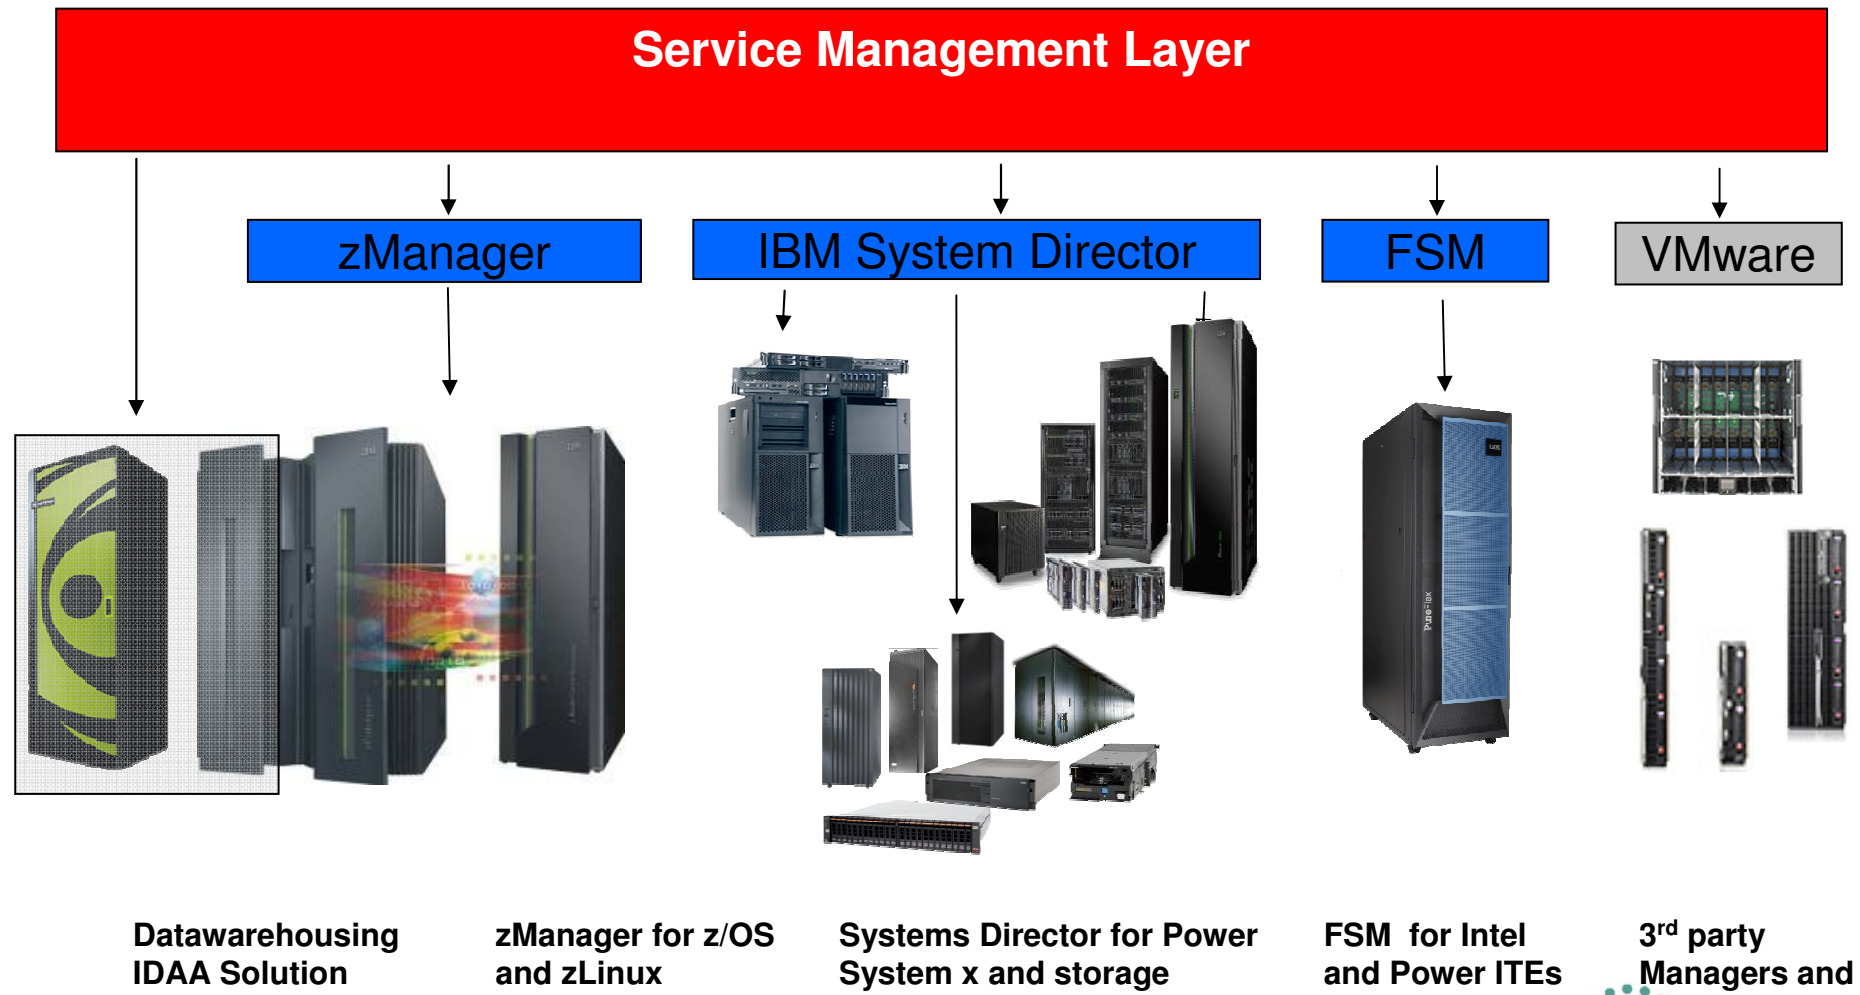 Service Management Layer
zManager
IBM System Director
FSM
VMware
Datawarehousing
IDAA Solution
zManager for z/OS
and zLinux
Systems Director for Power
System x and storage
FSM for Intel
and Power ITEs
3rd party
Managers and